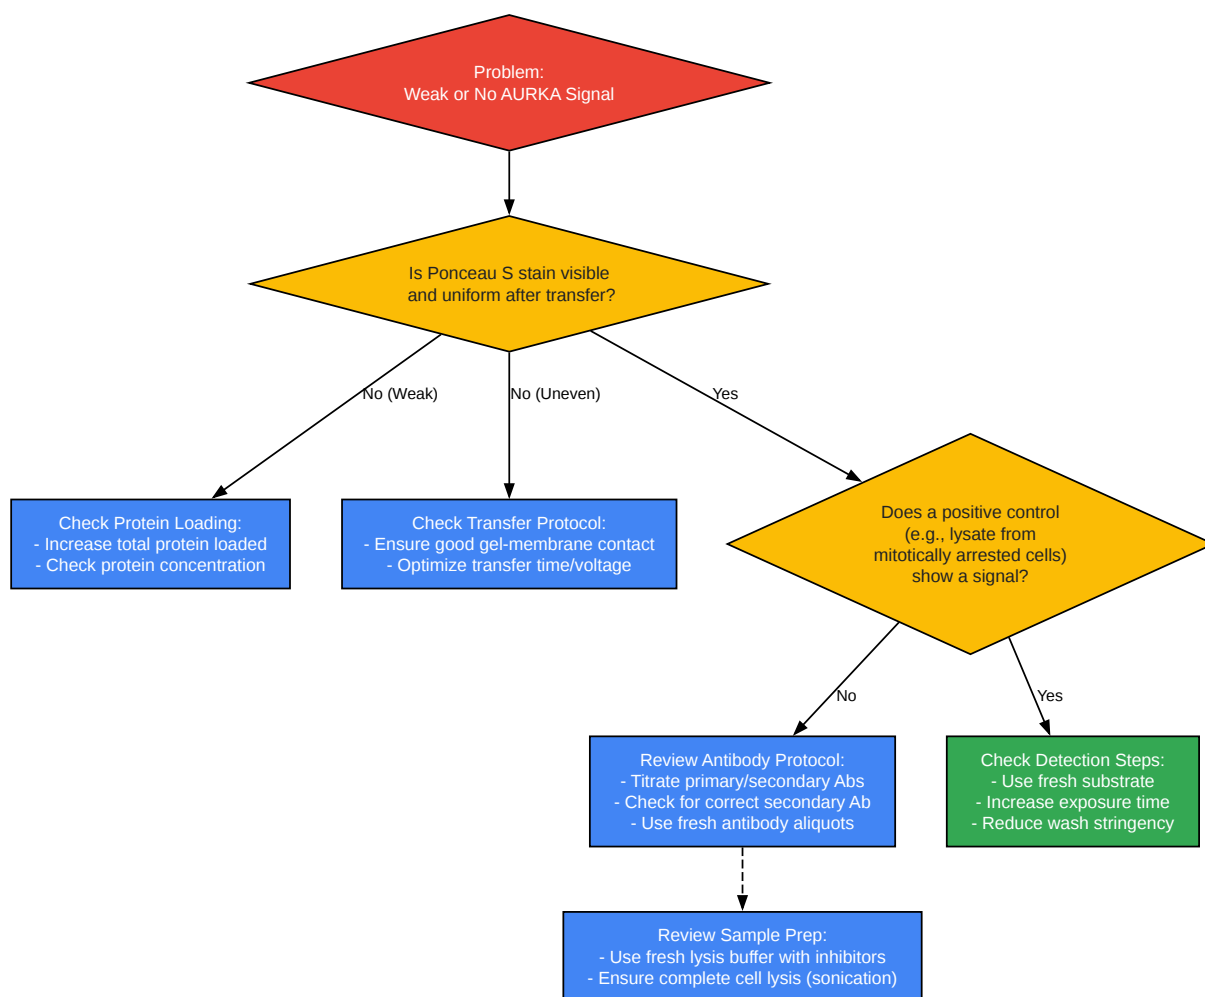 Problem:
Weak or No AURKA Signal
Is Ponceau S stain visible
and uniform after transfer?
No (Weak)
No (Uneven)
Yes
Check Protein Loading:
- Increase total protein loaded
- Check protein concentration
Check Transfer Protocol:
- Ensure good gel-membrane contact
- Optimize transfer time/voltage
Does a positive control
(e.g., lysate from
mitotically arrested cells)
show a signal?
No
Yes
Review Antibody Protocol:
- Titrate primary/secondary Abs
- Check for correct secondary Ab
- Use fresh antibody aliquots
Check Detection Steps:
- Use fresh substrate
- Increase exposure time
- Reduce wash stringency
Review Sample Prep:
- Use fresh lysis buffer with inhibitors
- Ensure complete cell lysis (sonication)